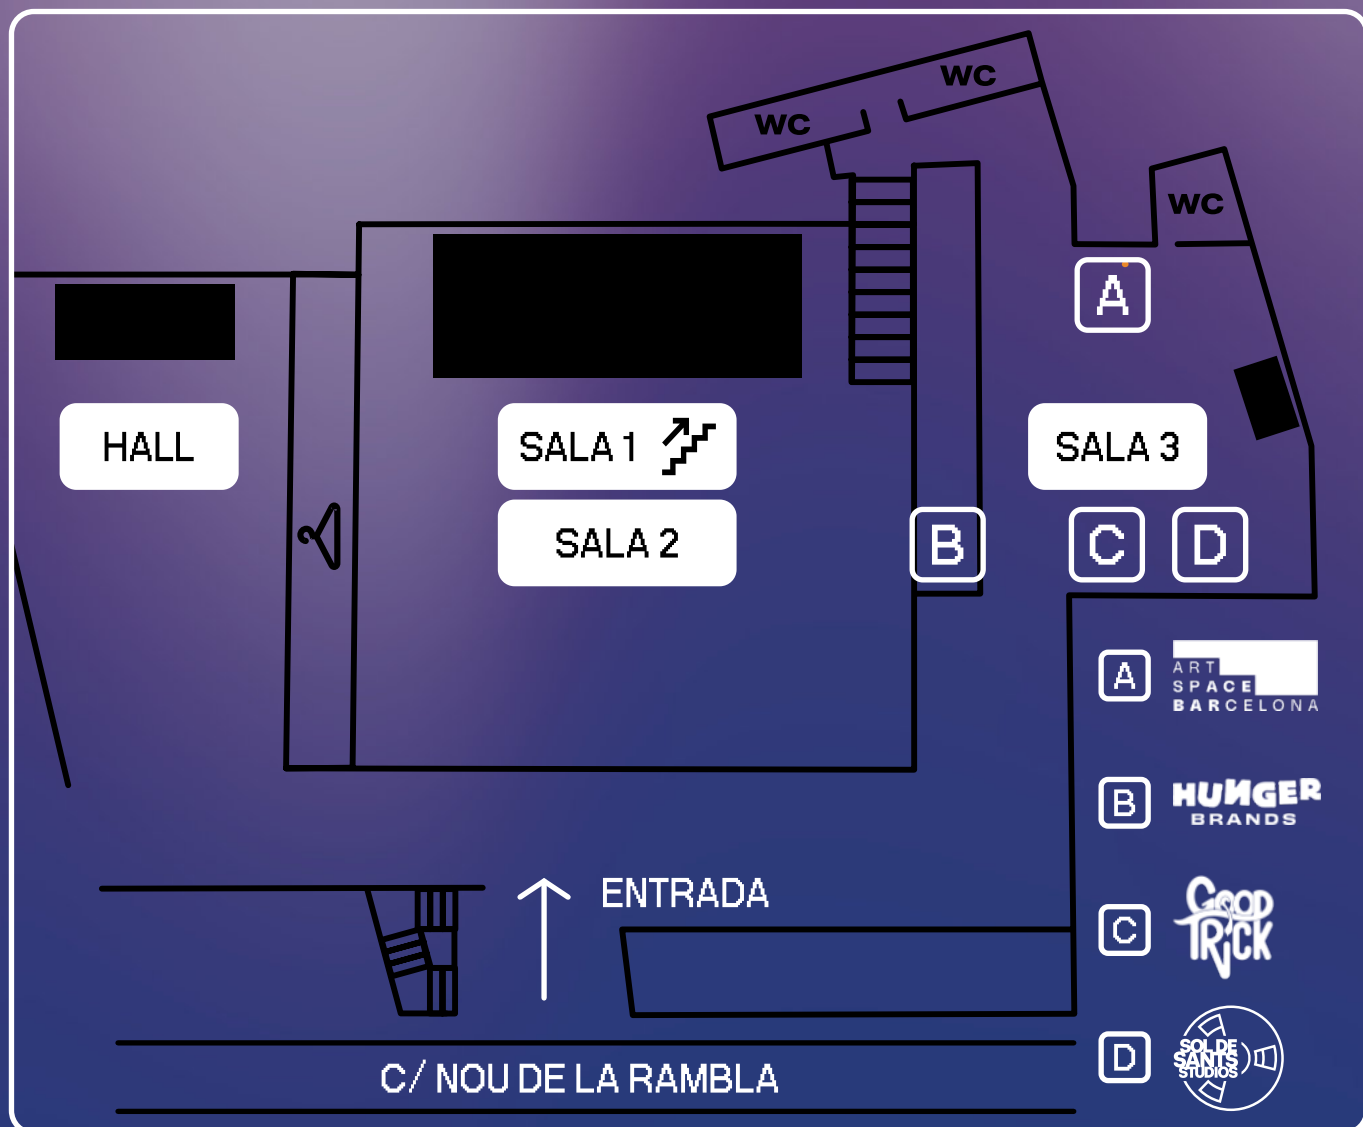 WC
WC
WC
A
HALL
SALA 1
SALA 3
SALA 2
B
C
D
A
ART
SPACE
BARCELONA
B
HUNGER
BRANDS
ENTRADA
C
GOOD
TRICK
D
SOL DE
SANTS
STUDIOS
C/ NOU DE LA RAMBLA